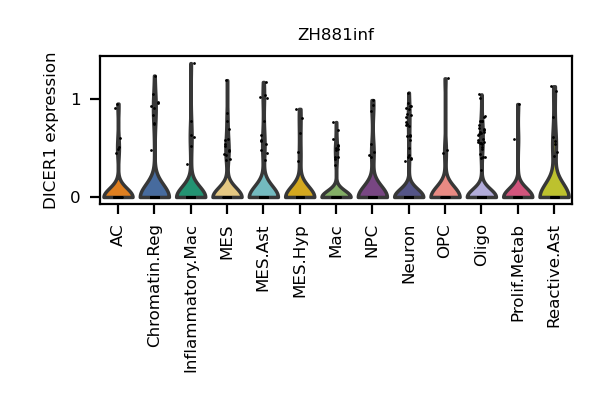 ZH881inf
DICER1 expression
1
0
AC
Chromatin.Reg
Inflammatory.Mac
MES
MES.Ast
MES.Hyp
Mac
NPC
Neuron
OPC
Oligo
Prolif.Metab
Reactive.Ast